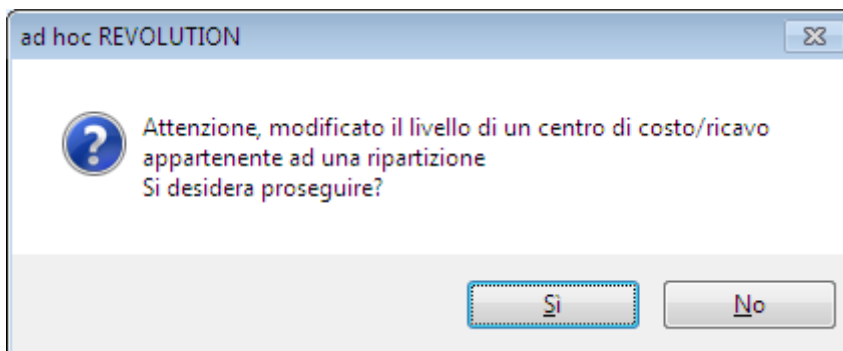 ad hoc REVOLUTION
Attenzione, modificato il livello di un centro di costo/ricavo
appartenente ad una ripartizione
Si desidera proseguire?
Sì
No